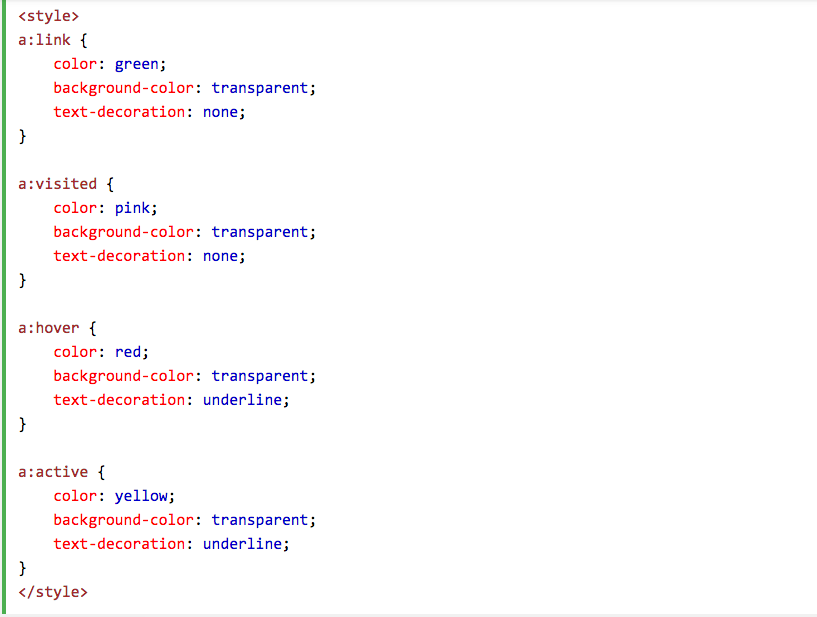 <style>
a:link {
    color: green;
    background-color: transparent;
    text-decoration: none;
}

a:visited {
    color: pink;
    background-color: transparent;
    text-decoration: none;
}

a:hover {
    color: red;
    background-color: transparent;
    text-decoration: underline;
}

a:active {
    color: yellow;
    background-color: transparent;
    text-decoration: underline;
}
</style>